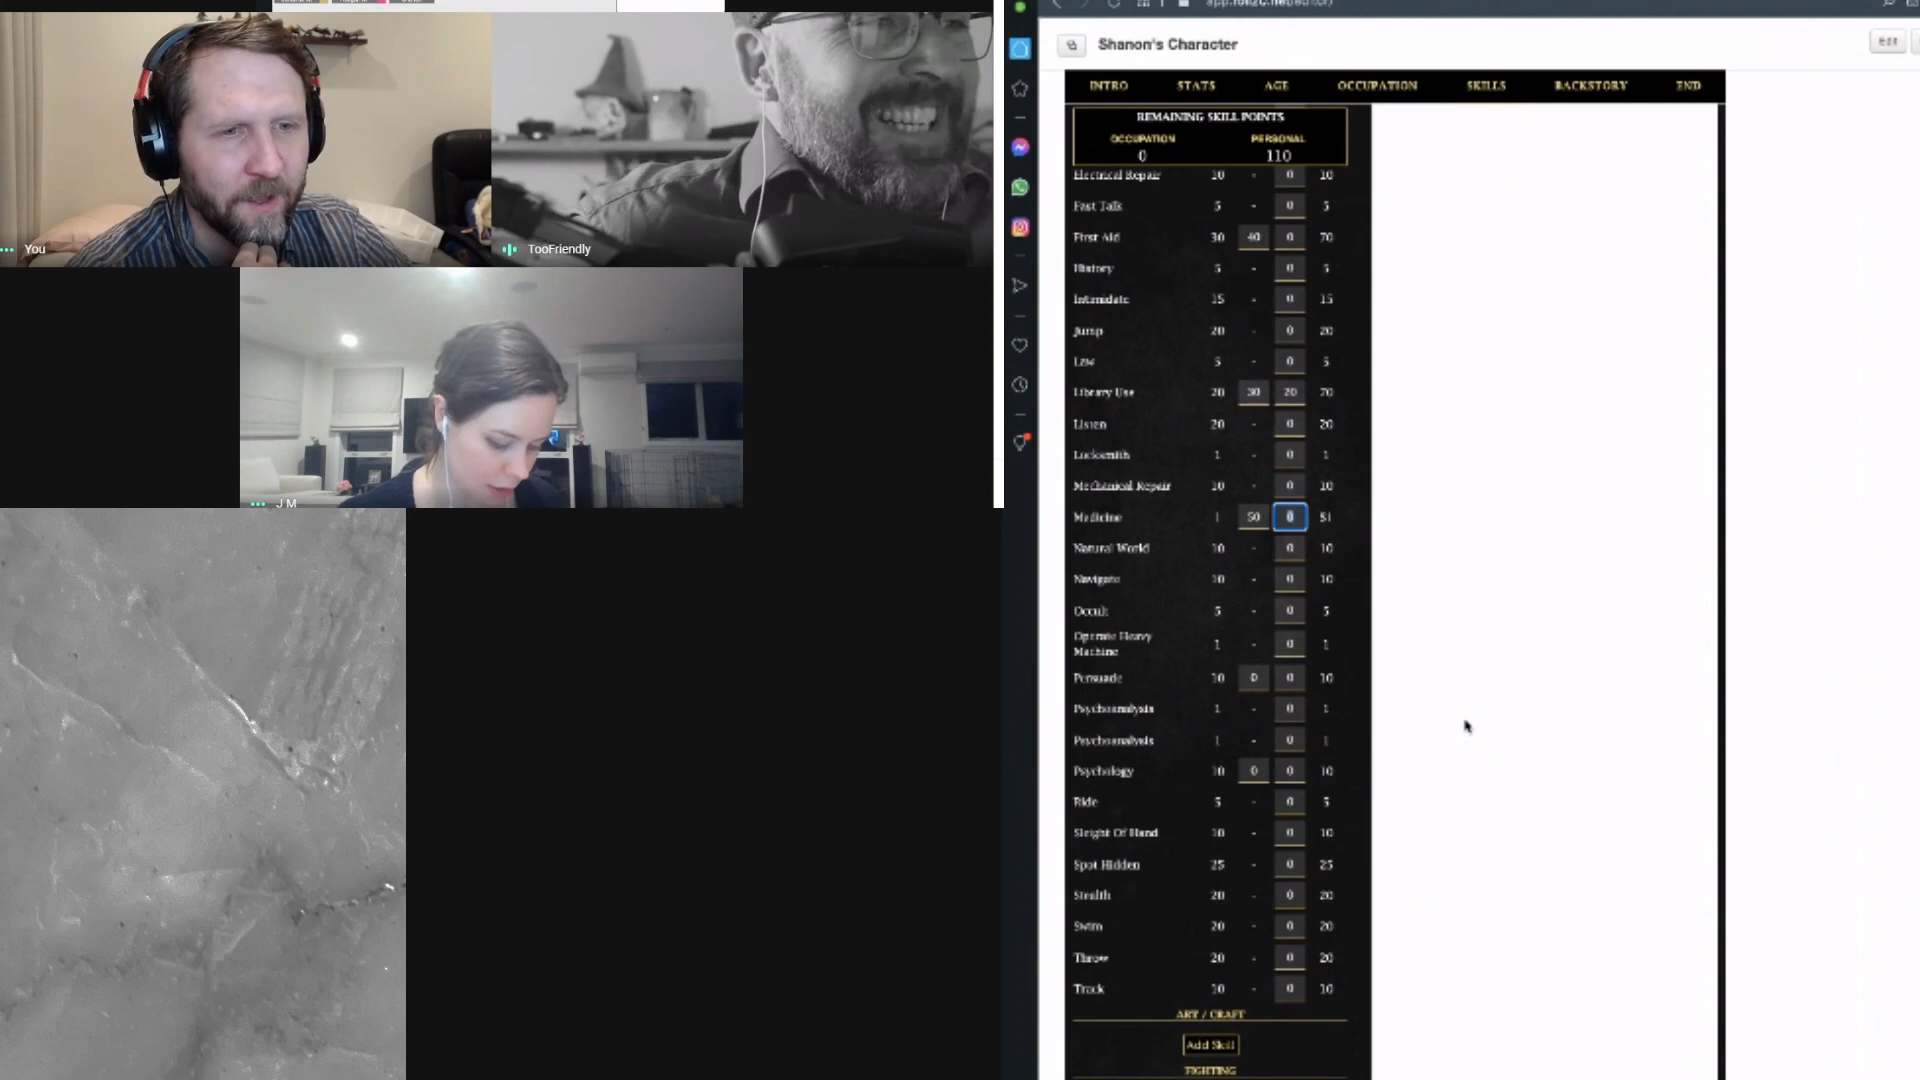 You
TooFriendly
J M
Shanon's Character
Edit
INTRO STATS AGE OCCUPATION SKILLS BACKSTORY END
REMAINING SKILL POINTS
OCCUPATION PERSONAL
0 110
Electrical Repair 10 - 0 10
Fast Talk 5 - 0 5
First Aid 30 40 0 70
History 5 - 0 5
Intimidate 15 - 0 15
Jump 20 - 0 20
Law 5 - 0 5
Library Use 20 30 20 70
Listen 20 - 0 20
Locksmith 1 - 0 1
Mechanical Repair 10 - 0 10
Medicine 1 50 0 51
Natural World 10 - 0 10
Navigate 10 - 0 10
Occult 5 - 0 5
Operate Heavy
Machine 1 - 0 1
Persuade 10 0 0 10
Psychoanalysis 1 - 0 1
Psychoanalysis 1 - 0 1
Psychology 10 0 0 10
Ride 5 - 0 5
Sleight Of Hand 10 - 0 10
Spot Hidden 25 - 0 25
Stealth 20 - 0 20
Swim 20 - 0 20
Throw 20 - 0 20
Track 10 - 0 10
ART / CRAFT
Add Skill
FIGHTING